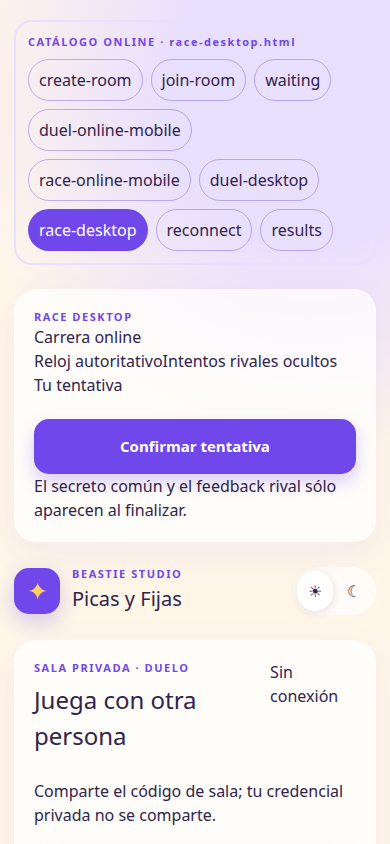 CATÁLOGO ONLINE · race-desktop.html
create-room join-room waiting
duel-online-mobile
race-online-mobile duel-desktop
race-desktop reconnect results
RACE DESKTOP
Carrera online
Reloj autoritativoIntentos rivales ocultos
Tu tentativa
Confirmar tentativa
El secreto común y el feedback rival sólo
aparecen al finalizar.
BEASTIE STUDIO
Picas y Fijas
SALA PRIVADA · DUELO
Juega con otra
persona
Sin
conexión
Comparte el código de sala; tu credencial
privada no se comparte.